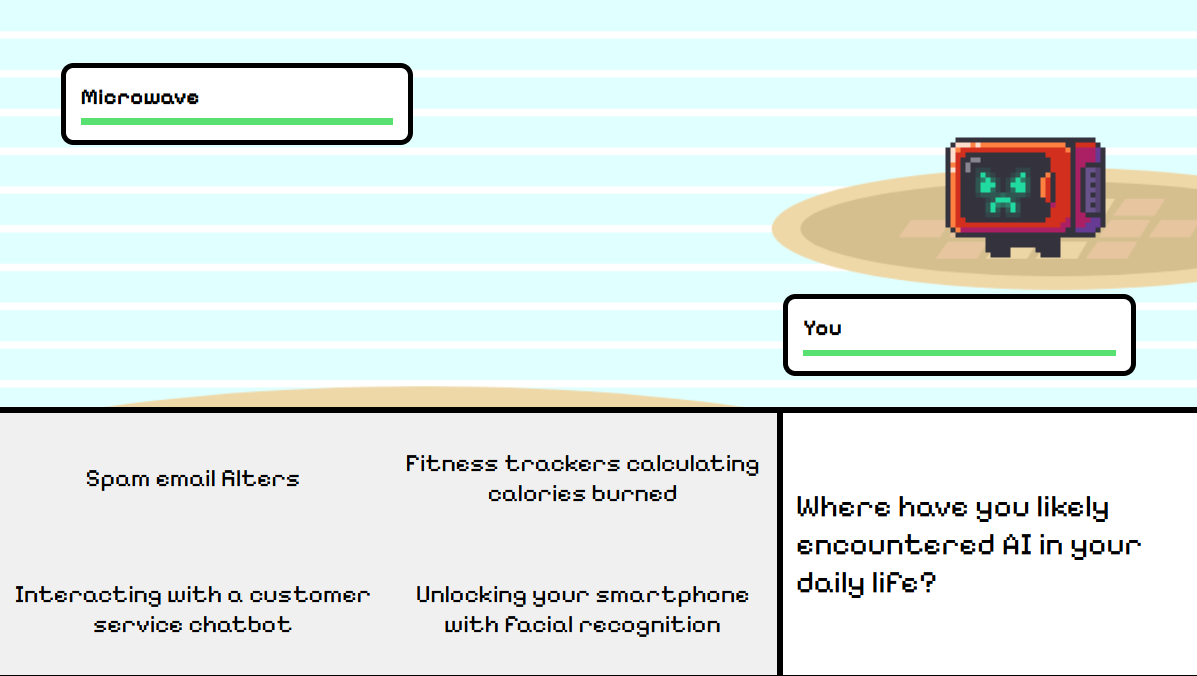 Microwave
You
Spam email filters
Fitness trackers calculating
calories burned
Interacting with a customer
service chatbot
Unlocking your smartphone
with facial recognition
Where have you likely
encountered AI in your
daily life?